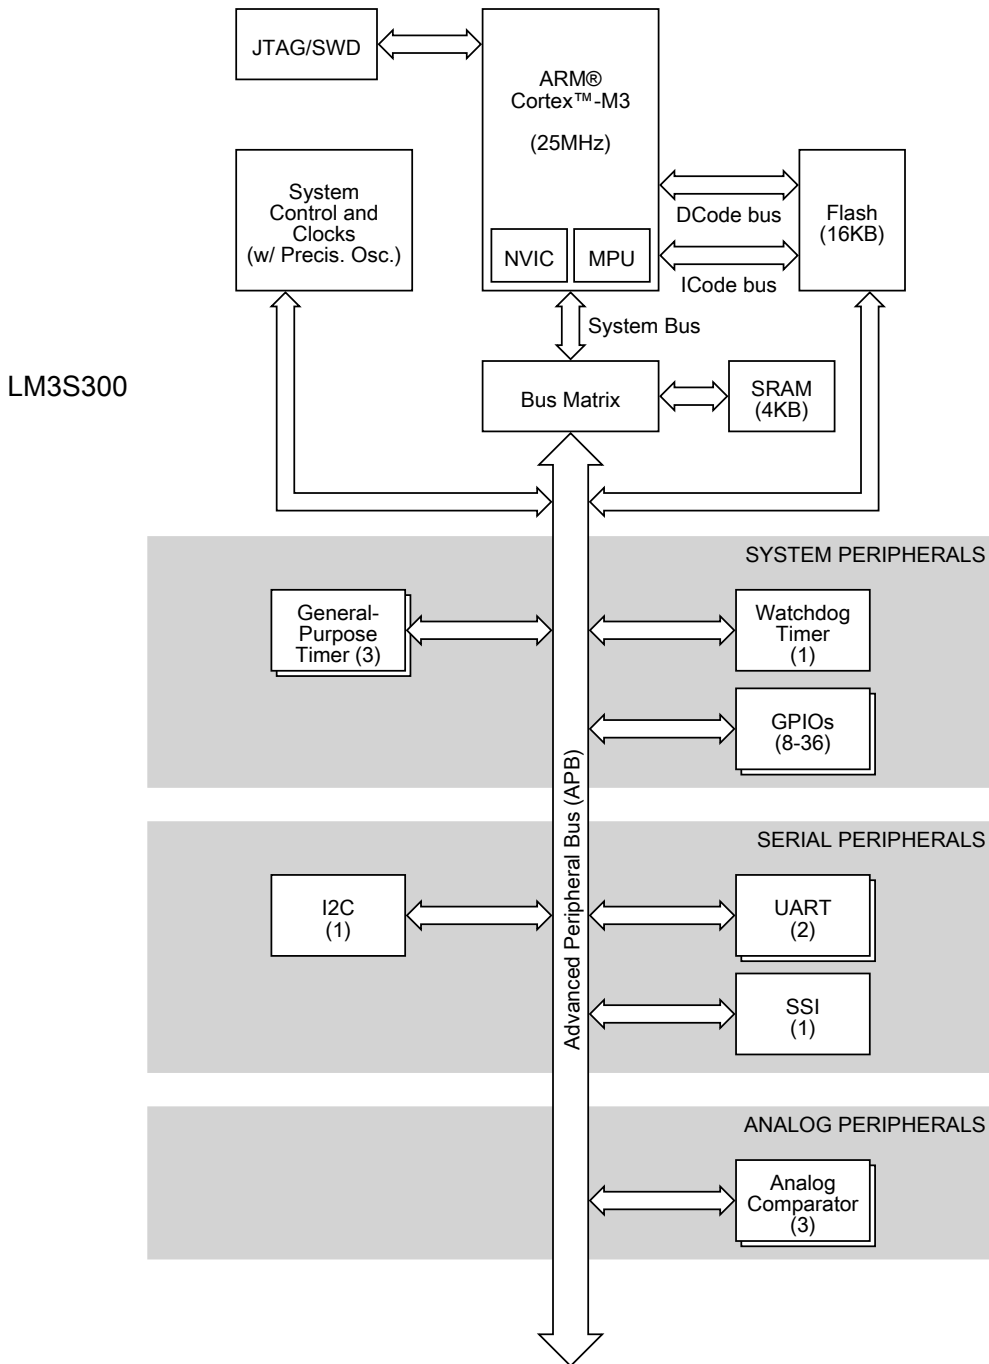 JTAG/SWD
ARM®
Cortex™-M3
(25MHz)
System
Control and
Clocks
(w/ Precis. Osc.)
DCode bus
Flash
(16KB)
NVIC
MPU
ICode bus
System Bus
LM3S300
Bus Matrix
SRAM
(4KB)
SYSTEM PERIPHERALS
General-
Purpose
Timer (3)
Watchdog
Timer
(1)
GPIOs
(8-36)
Advanced Peripheral Bus (APB)
SERIAL PERIPHERALS
I2C
(1)
UART
(2)
SSI
(1)
ANALOG PERIPHERALS
Analog
Comparator
(3)